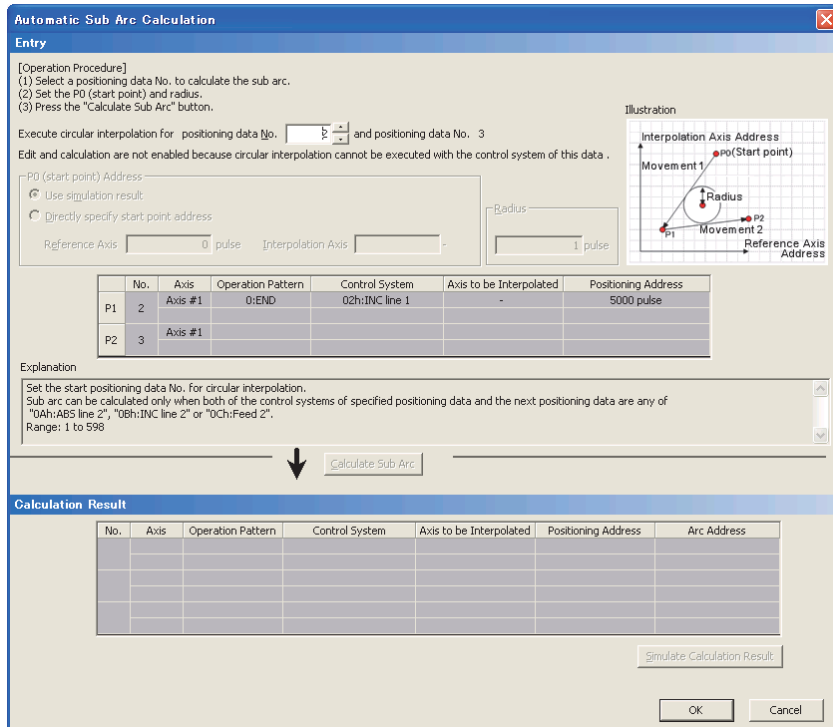 Automatic Sub Arc Calculation
Entry
[Operation Procedure]
(1) Select a positioning data No. to calculate the sub arc.
(2) Set the P0 (start point) and radius.
(3) Press the "Calculate Sub Arc" button.
Execute circular interpolation for positioning data No. 2 and positioning data No. 3
Edit and calculation are not enabled because circular interpolation cannot be executed with the control system of this data .
Illustration
Interpolation Axis Address
P0(Start point)
Movement1
Radius
P2
P1
Movement 2
Reference Axis
Address
P0 (start point) Address
Use simulation result
Directly specify start point address
Reference Axis 0 pulse Interpolation Axis -
Radius
1 pulse
No. Axis Operation Pattern Control System Axis to be Interpolated Positioning Address
P1 2 Axis #1 0:END 02h:INC line 1 - 5000 pulse
P2 3 Axis #1
Explanation
Set the start positioning data No. for circular interpolation.
Sub arc can be calculated only when both of the control systems of specified positioning data and the next positioning data are any of
"0Ah:ABS line 2", "0Bh:INC line 2" or "0Ch:Feed 2".
Range: 1 to 598
Calculate Sub Arc
Calculation Result
No. Axis Operation Pattern Control System Axis to be Interpolated Positioning Address Arc Address
Simulate Calculation Result
OK Cancel